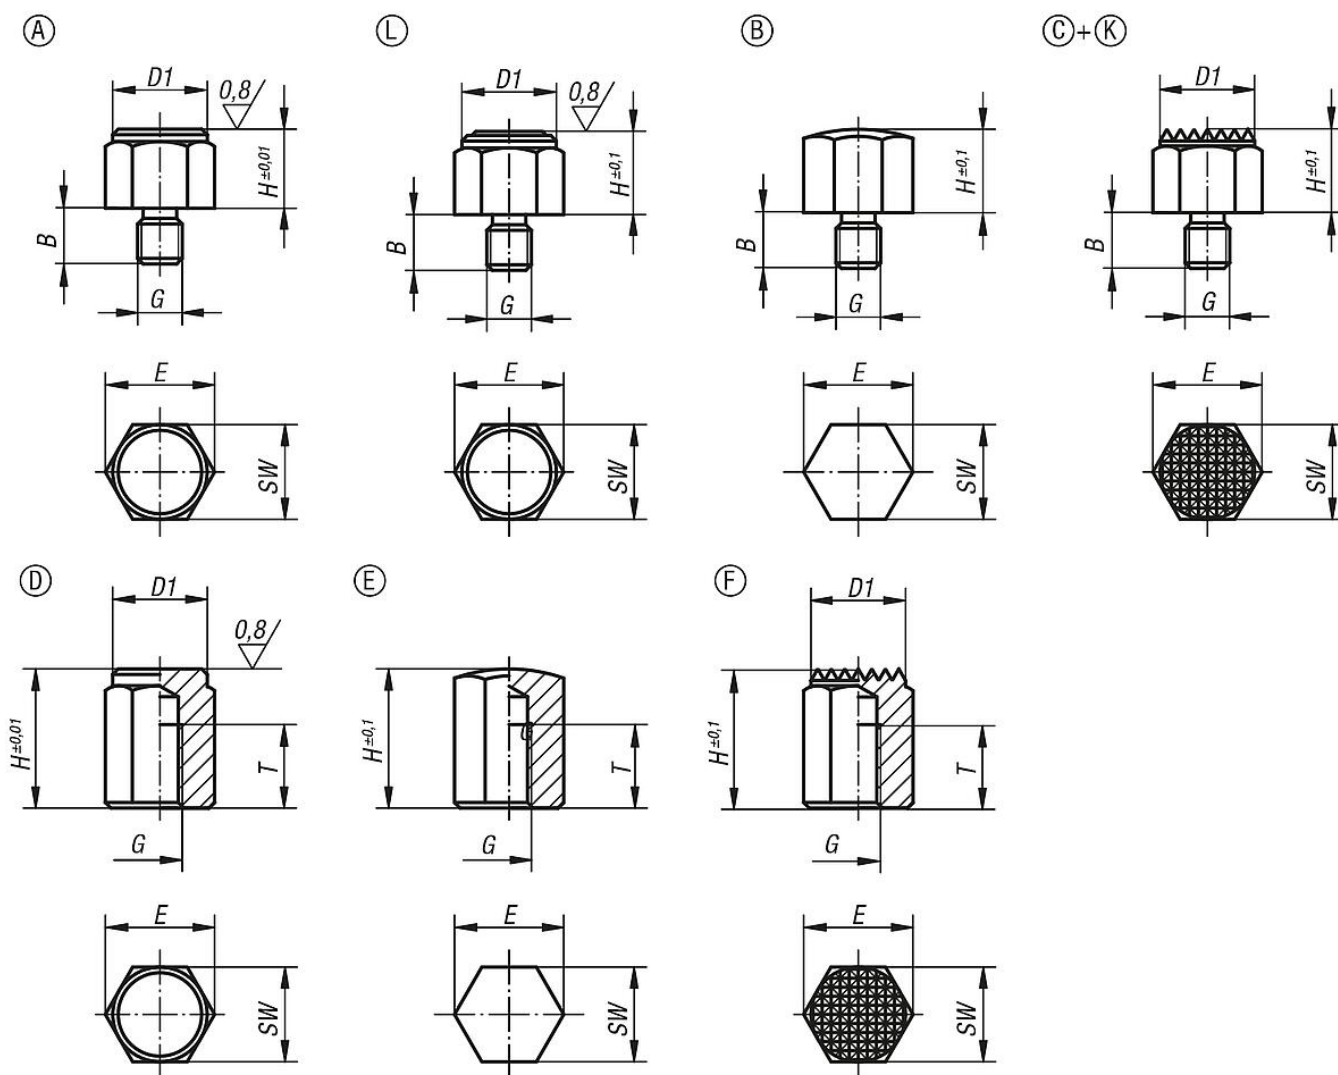 A L B C+K
D1 0,8 D1 0,8 D1
H±0,01 H±0,1 H±0,1 H±0,1
B B B B
G G G G
E E E E
SW SW SW SW
D E F
D1 0,8 D1
H±0,01 T H±0,1 G T H±0,1 T
G G G
E E E
SW SW SW